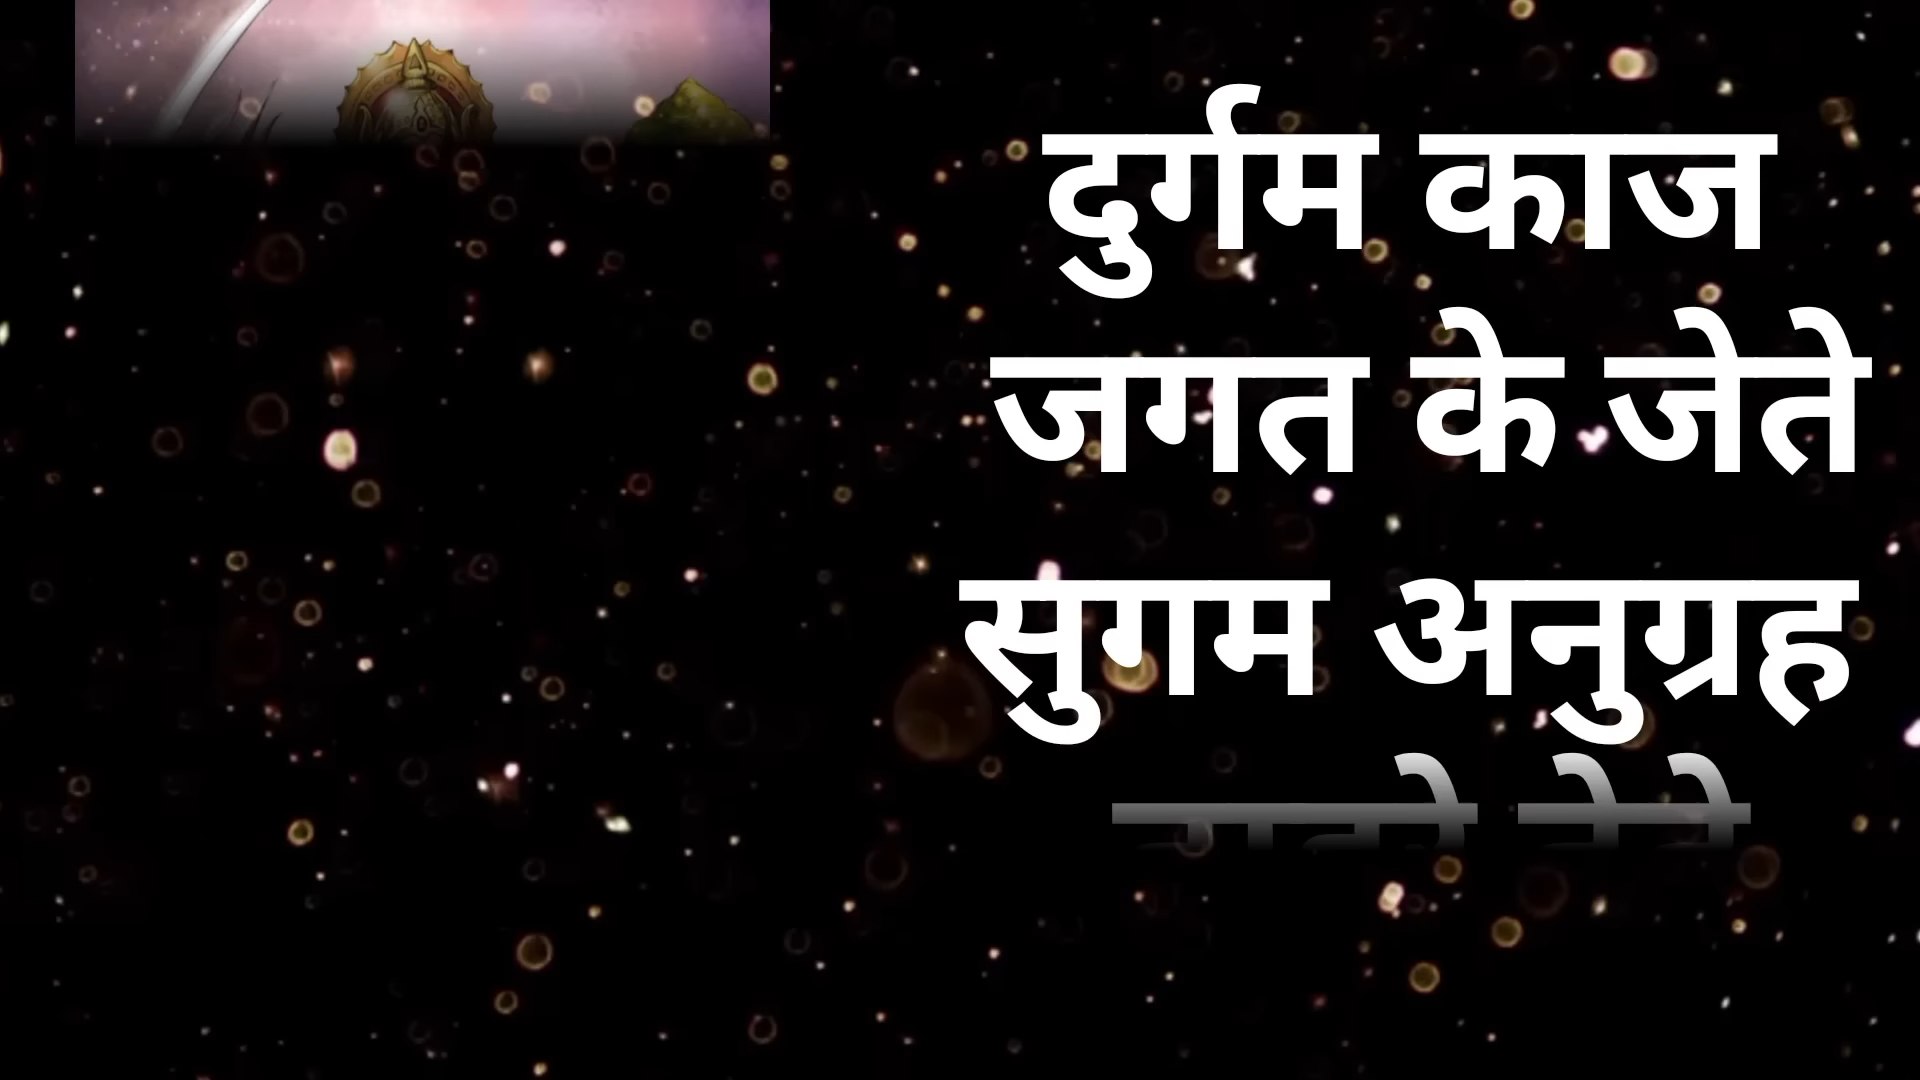 दुर्गम काज
जगत के जेते
सुगम अनुग्रह